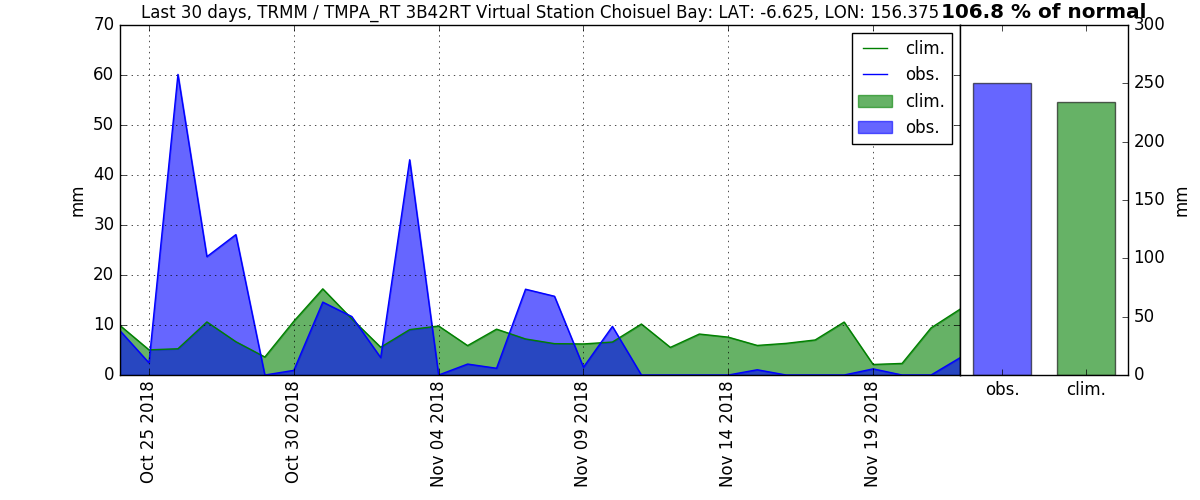 Last 30 days, TRMM / TMPA_RT 3B42RT Virtual Station Choisuel Bay: LAT: -6.625, LON: 156.375
106.8 % of normal
70
60
50
40
30
20
10
0
mm
clim.
obs.
clim.
obs.
Oct 25 2018
Oct 30 2018
Nov 04 2018
Nov 09 2018
Nov 14 2018
Nov 19 2018
300
250
200
150
100
50
0
mm
obs.
clim.